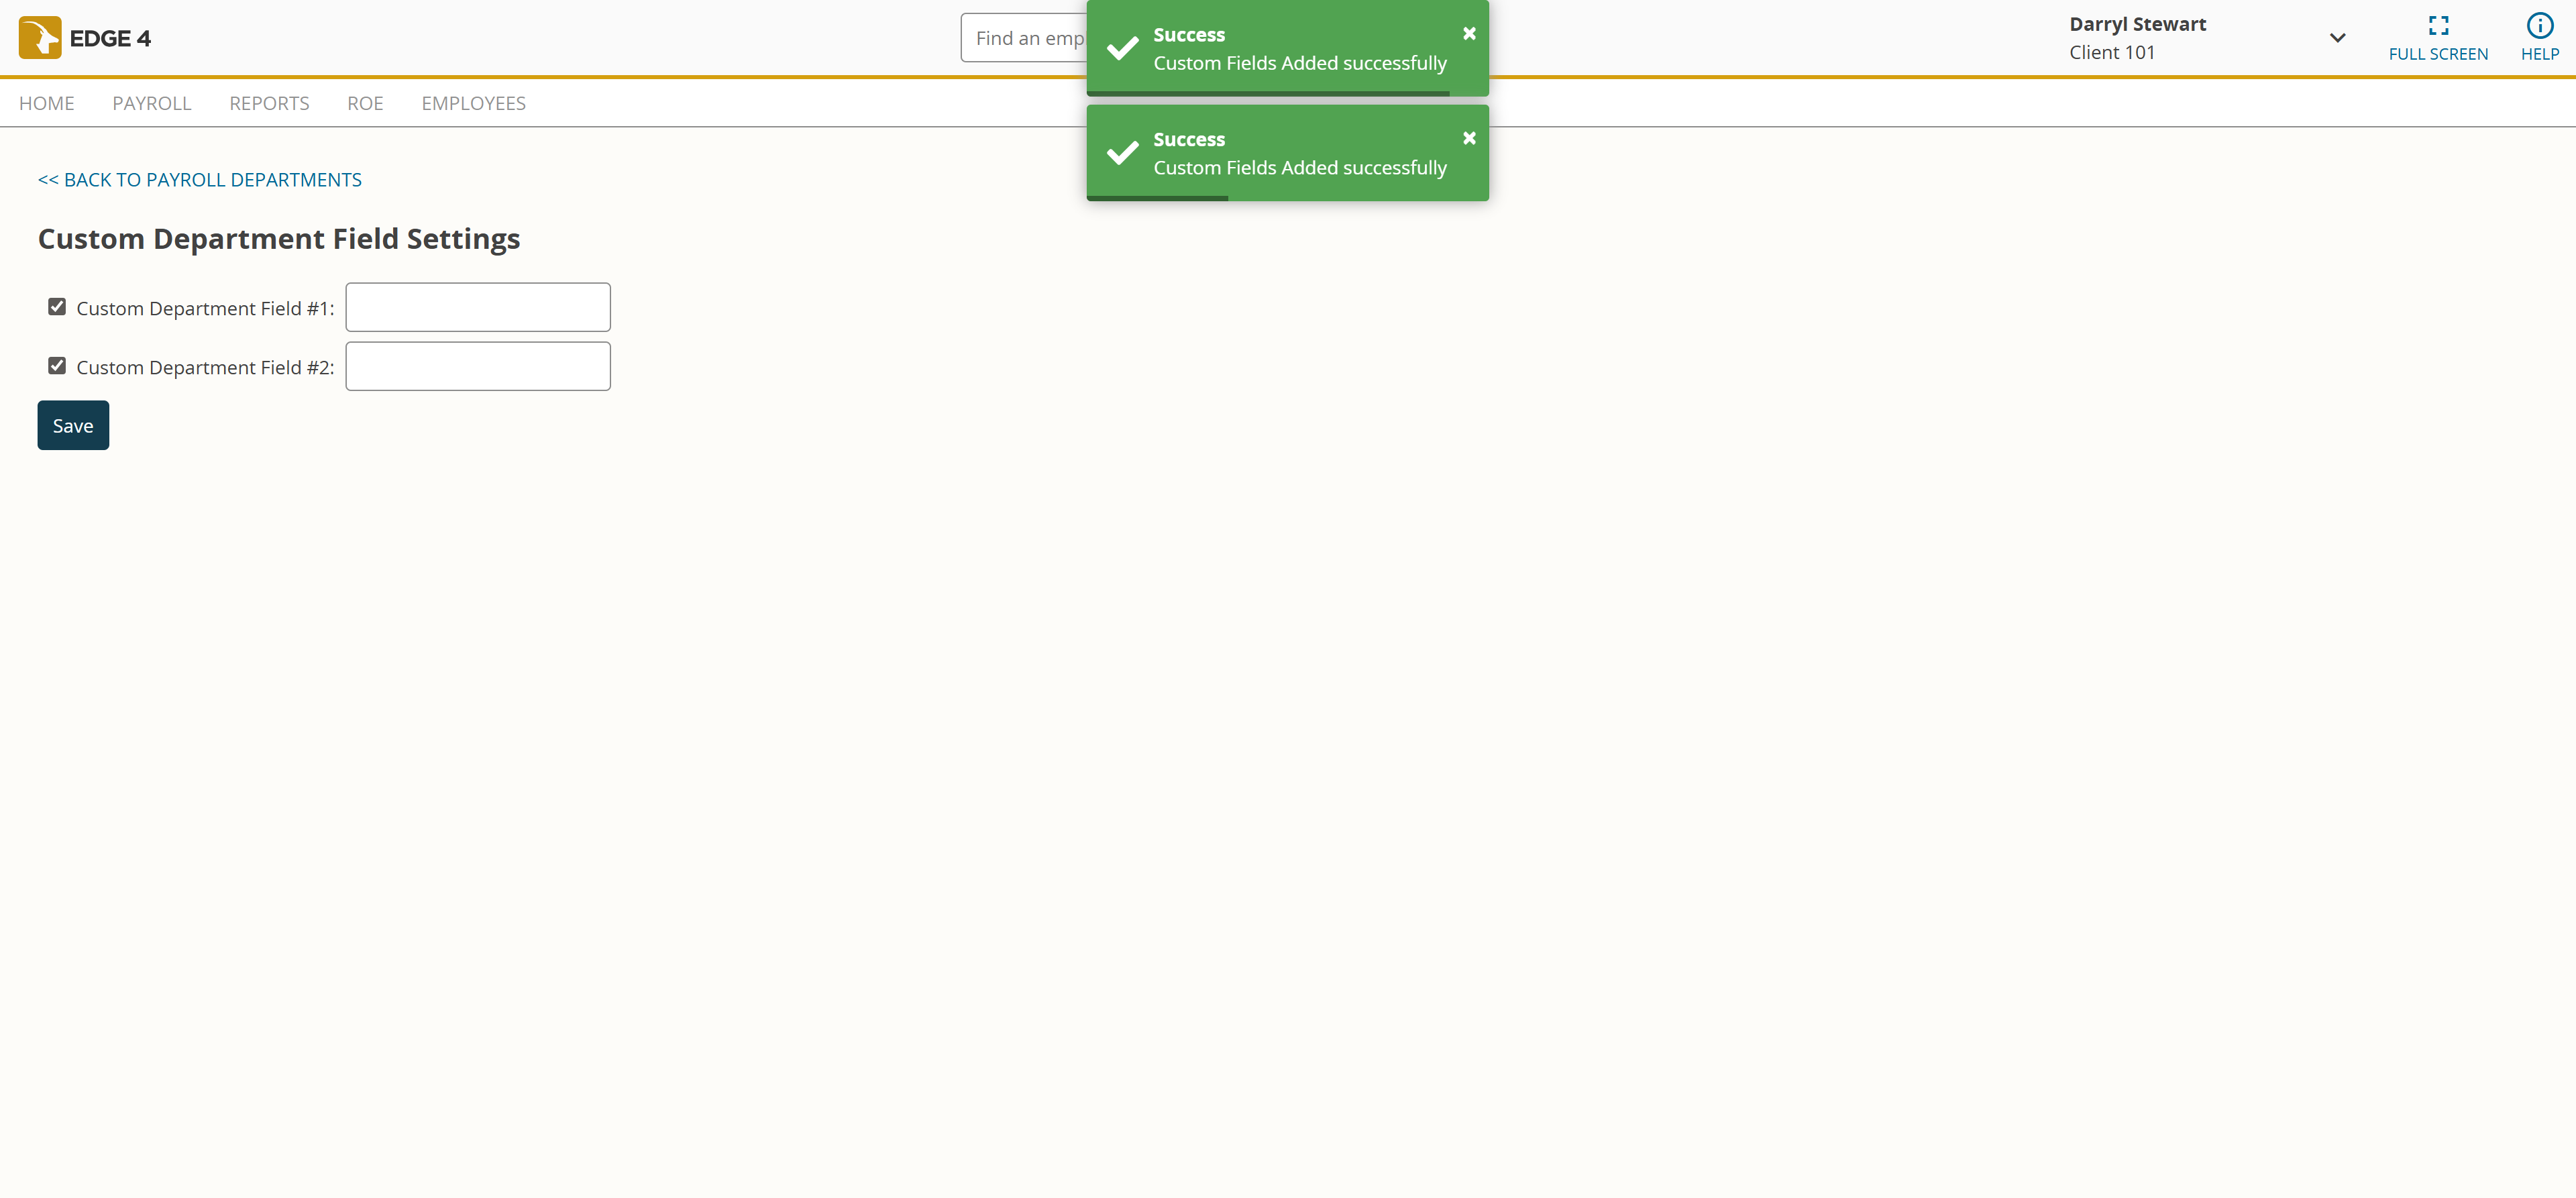 EDGE 4
Find an emp
Success
Custom Fields Added successfully
Darryl Stewart
Client 101
FULL SCREEN
HELP
HOME
PAYROLL
REPORTS
ROE
EMPLOYEES
Success
Custom Fields Added successfully
<< BACK TO PAYROLL DEPARTMENTS
Custom Department Field Settings
Custom Department Field #1:
Custom Department Field #2:
Save